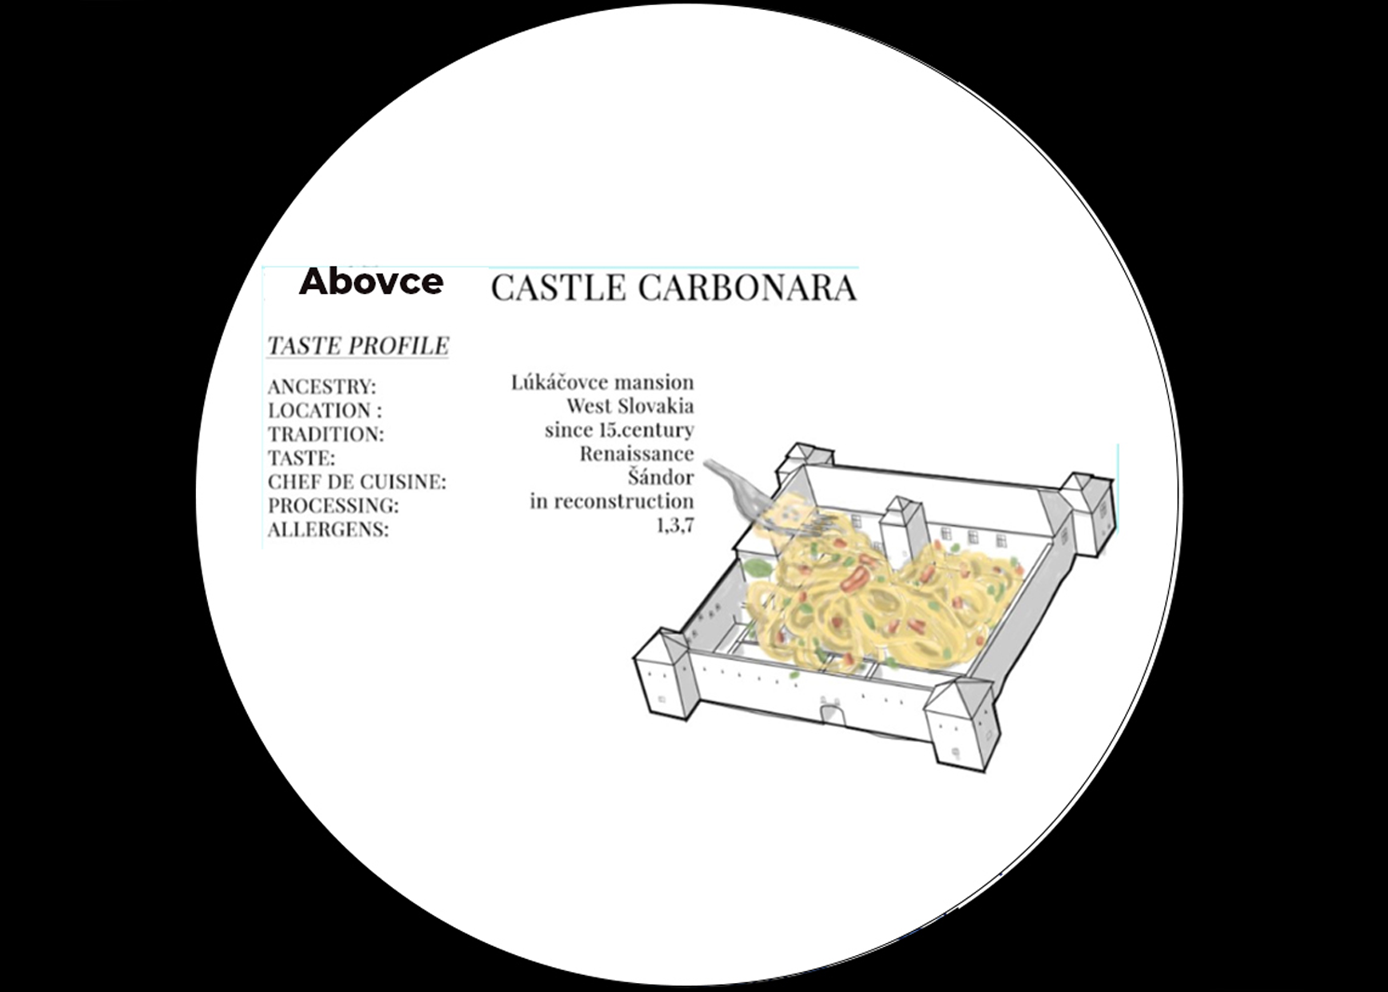 Abovce
CASTLE CARBONARA
TASTE PROFILE
ANCESTRY: Lúkáčovce mansion
LOCATION : West Slovakia
TRADITION: since 15.century
TASTE: Renaissance
CHEF DE CUISINE: Šándor
PROCESSING: in reconstruction
ALLERGENS: 1,3,7